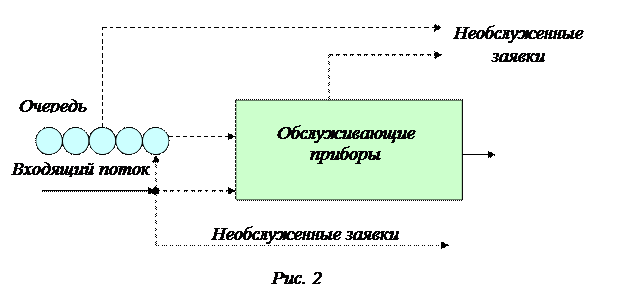 Необслуженные
заявки
Очередь
Обслуживающие
приборы
Входящий поток
Необслуженные заявки
Рис. 2